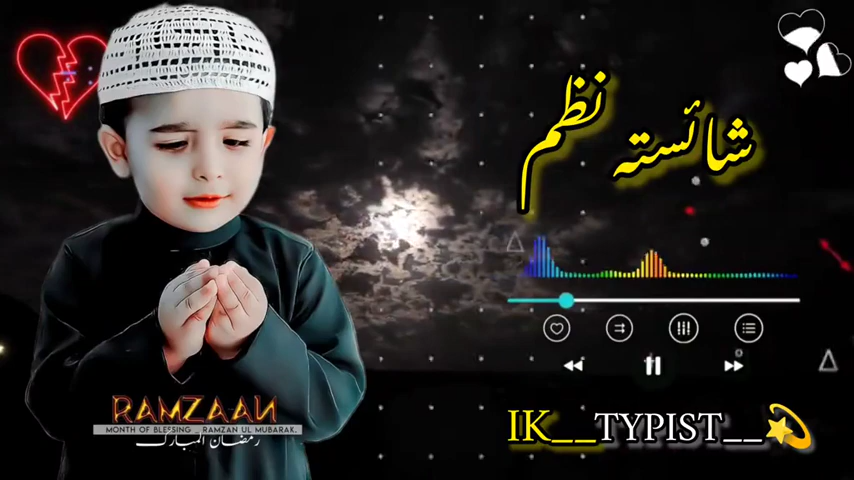 شائستہ نظم
RAMZAAN
MONTH OF BLESSING _ RAMZAN UL MUBARAK.
رمضان المبارک
IK__TYPIST__💫